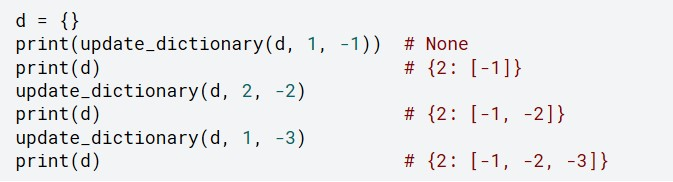 d = {}
print(update_dictionary(d, 1, -1))  # None
print(d)                            # {2: [-1]}
update_dictionary(d, 2, -2)
print(d)                            # {2: [-1, -2]}
update_dictionary(d, 1, -3)
print(d)                            # {2: [-1, -2, -3]}